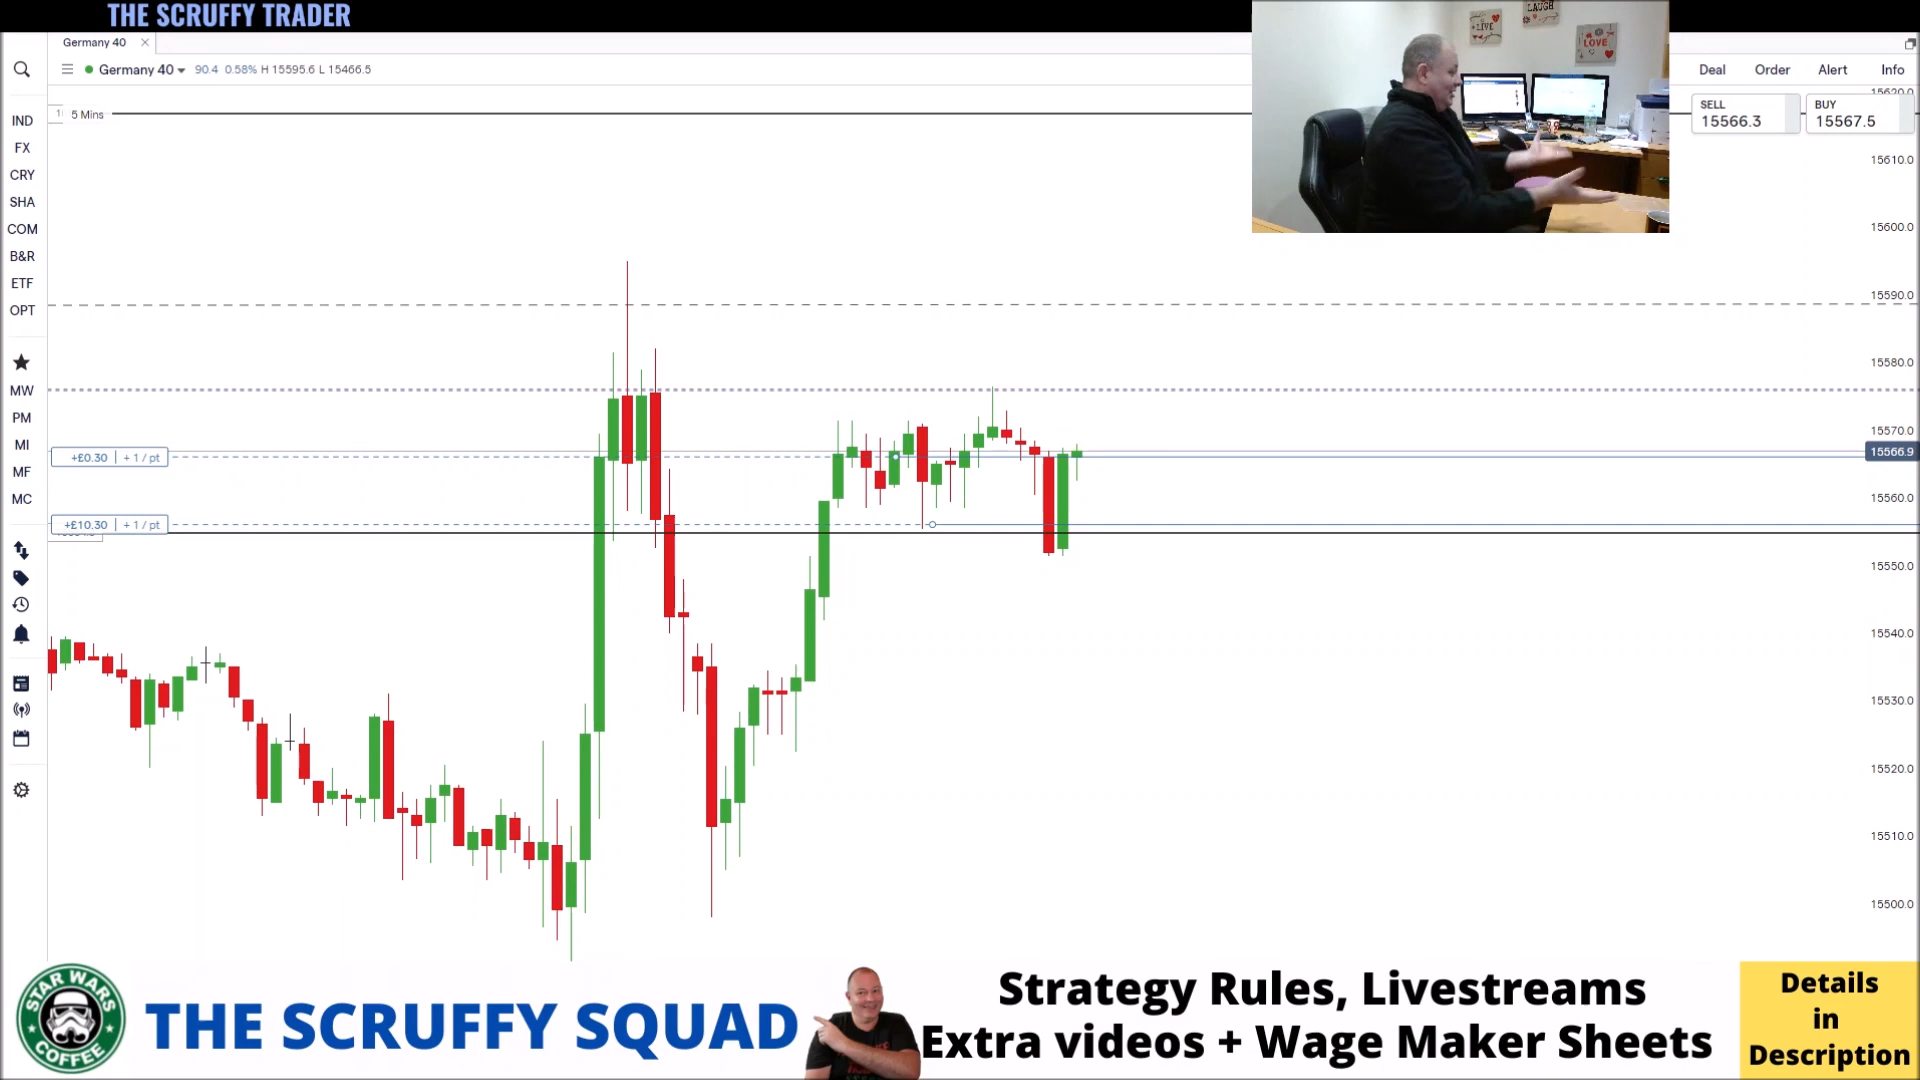 THE SCRUFFY TRADER
Germany 40
Germany 40 90.4 0.58% H 15595.6 L 15466.5
Deal Order Alert Info
5 Mins
SELL
15566.3
BUY
15567.5
LIVE
LAUGH
LOVE
IND
FX
CRY
SHA
COM
B&R
ETF
OPT
MW
PM
MI
MF
MC
+£0.30 | + 1 / pt
+£10.30 | + 1 / pt
15620.0
15610.0
15600.0
15590.0
15580.0
15570.0
15566.9
15560.0
15550.0
15540.0
15530.0
15520.0
15510.0
15500.0
STAR WARS
COFFEE
THE SCRUFFY SQUAD
Strategy Rules, Livestreams
Extra videos + Wage Maker Sheets
Details
in
Description